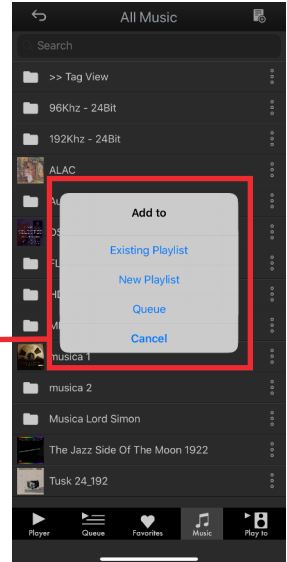 All Music
Search
>> Tag View
96Khz - 24Bit
192Khz - 24Bit
ALAC
Add to
Existing Playlist
New Playlist
Queue
Cancel
musica 1
musica 2
Musica Lord Simon
The Jazz Side Of The Moon 1922
Tusk 24_192
Player Queue Favorites Music Play to